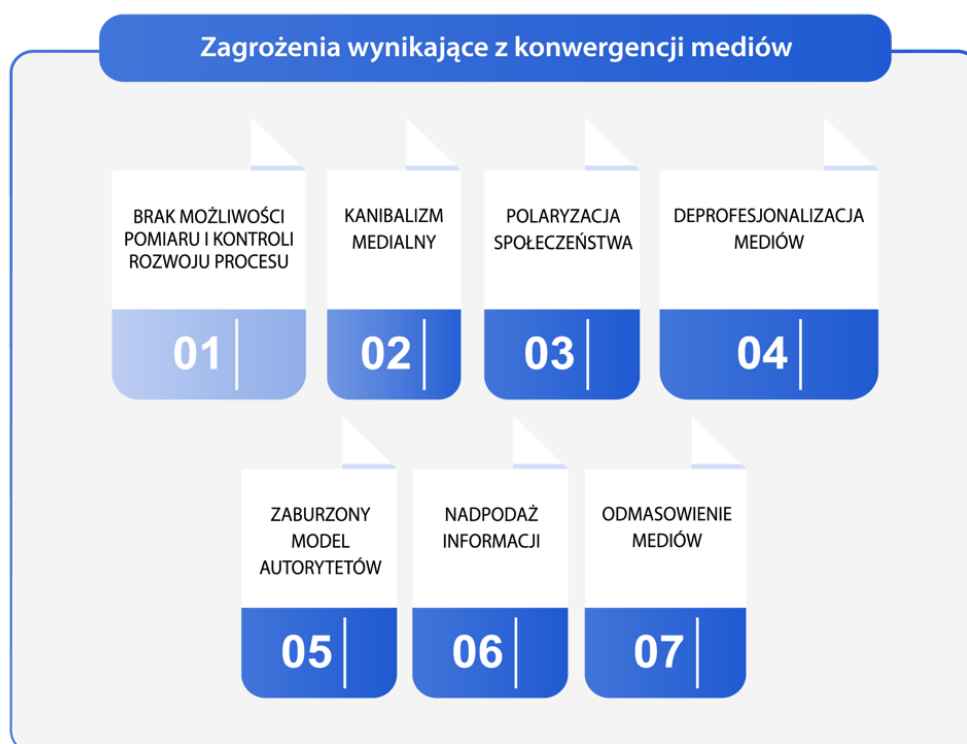 Zagrożenia wynikające z konwergencji mediów
BRAK MOŻLIWOŚCI
POMIARU I KONTROLI
ROZWOJU PROCESU
01
KANIBALIZM
MEDIALNY
02
POLARYZACJA
SPOŁECZEŃSTWA
03
DEPROFESJONALIZACJA
MEDIÓW
04
ZABURZONY
MODEL
AUTORYTETÓW
05
NADPODAŻ
INFORMACJI
06
ODMASOWIENIE
MEDIÓW
07